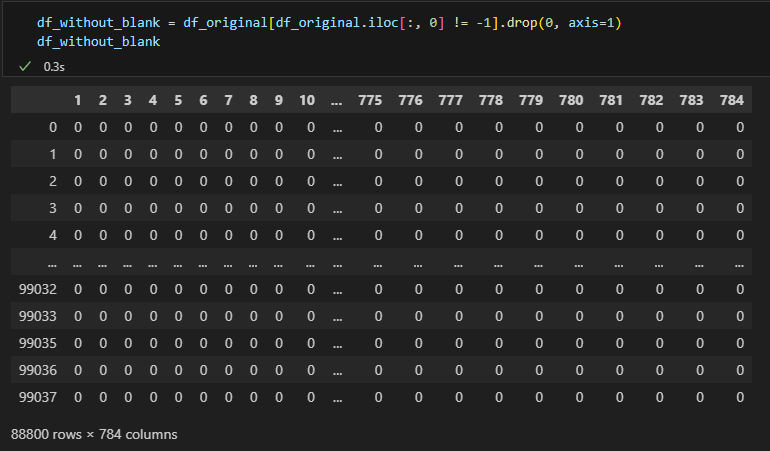 df_without_blank = df_original[df_original.iloc[:, 0] != -1].drop(0, axis=1)
df_without_blank
0.3s
1 2 3 4 5 6 7 8 9 10 ... 775 776 777 778 779 780 781 782 783 784
0 0 0 0 0 0 0 0 0 0 0 ... 0 0 0 0 0 0 0 0 0 0
1 0 0 0 0 0 0 0 0 0 0 ... 0 0 0 0 0 0 0 0 0 0
2 0 0 0 0 0 0 0 0 0 0 ... 0 0 0 0 0 0 0 0 0 0
3 0 0 0 0 0 0 0 0 0 0 ... 0 0 0 0 0 0 0 0 0 0
4 0 0 0 0 0 0 0 0 0 0 ... 0 0 0 0 0 0 0 0 0 0
... ... ... ... ... ... ... ... ... ... ... ... ... ... ... ... ... ... ... ... ... ...
99032 0 0 0 0 0 0 0 0 0 0 ... 0 0 0 0 0 0 0 0 0 0
99033 0 0 0 0 0 0 0 0 0 0 ... 0 0 0 0 0 0 0 0 0 0
99035 0 0 0 0 0 0 0 0 0 0 ... 0 0 0 0 0 0 0 0 0 0
99036 0 0 0 0 0 0 0 0 0 0 ... 0 0 0 0 0 0 0 0 0 0
99037 0 0 0 0 0 0 0 0 0 0 ... 0 0 0 0 0 0 0 0 0 0
88800 rows × 784 columns